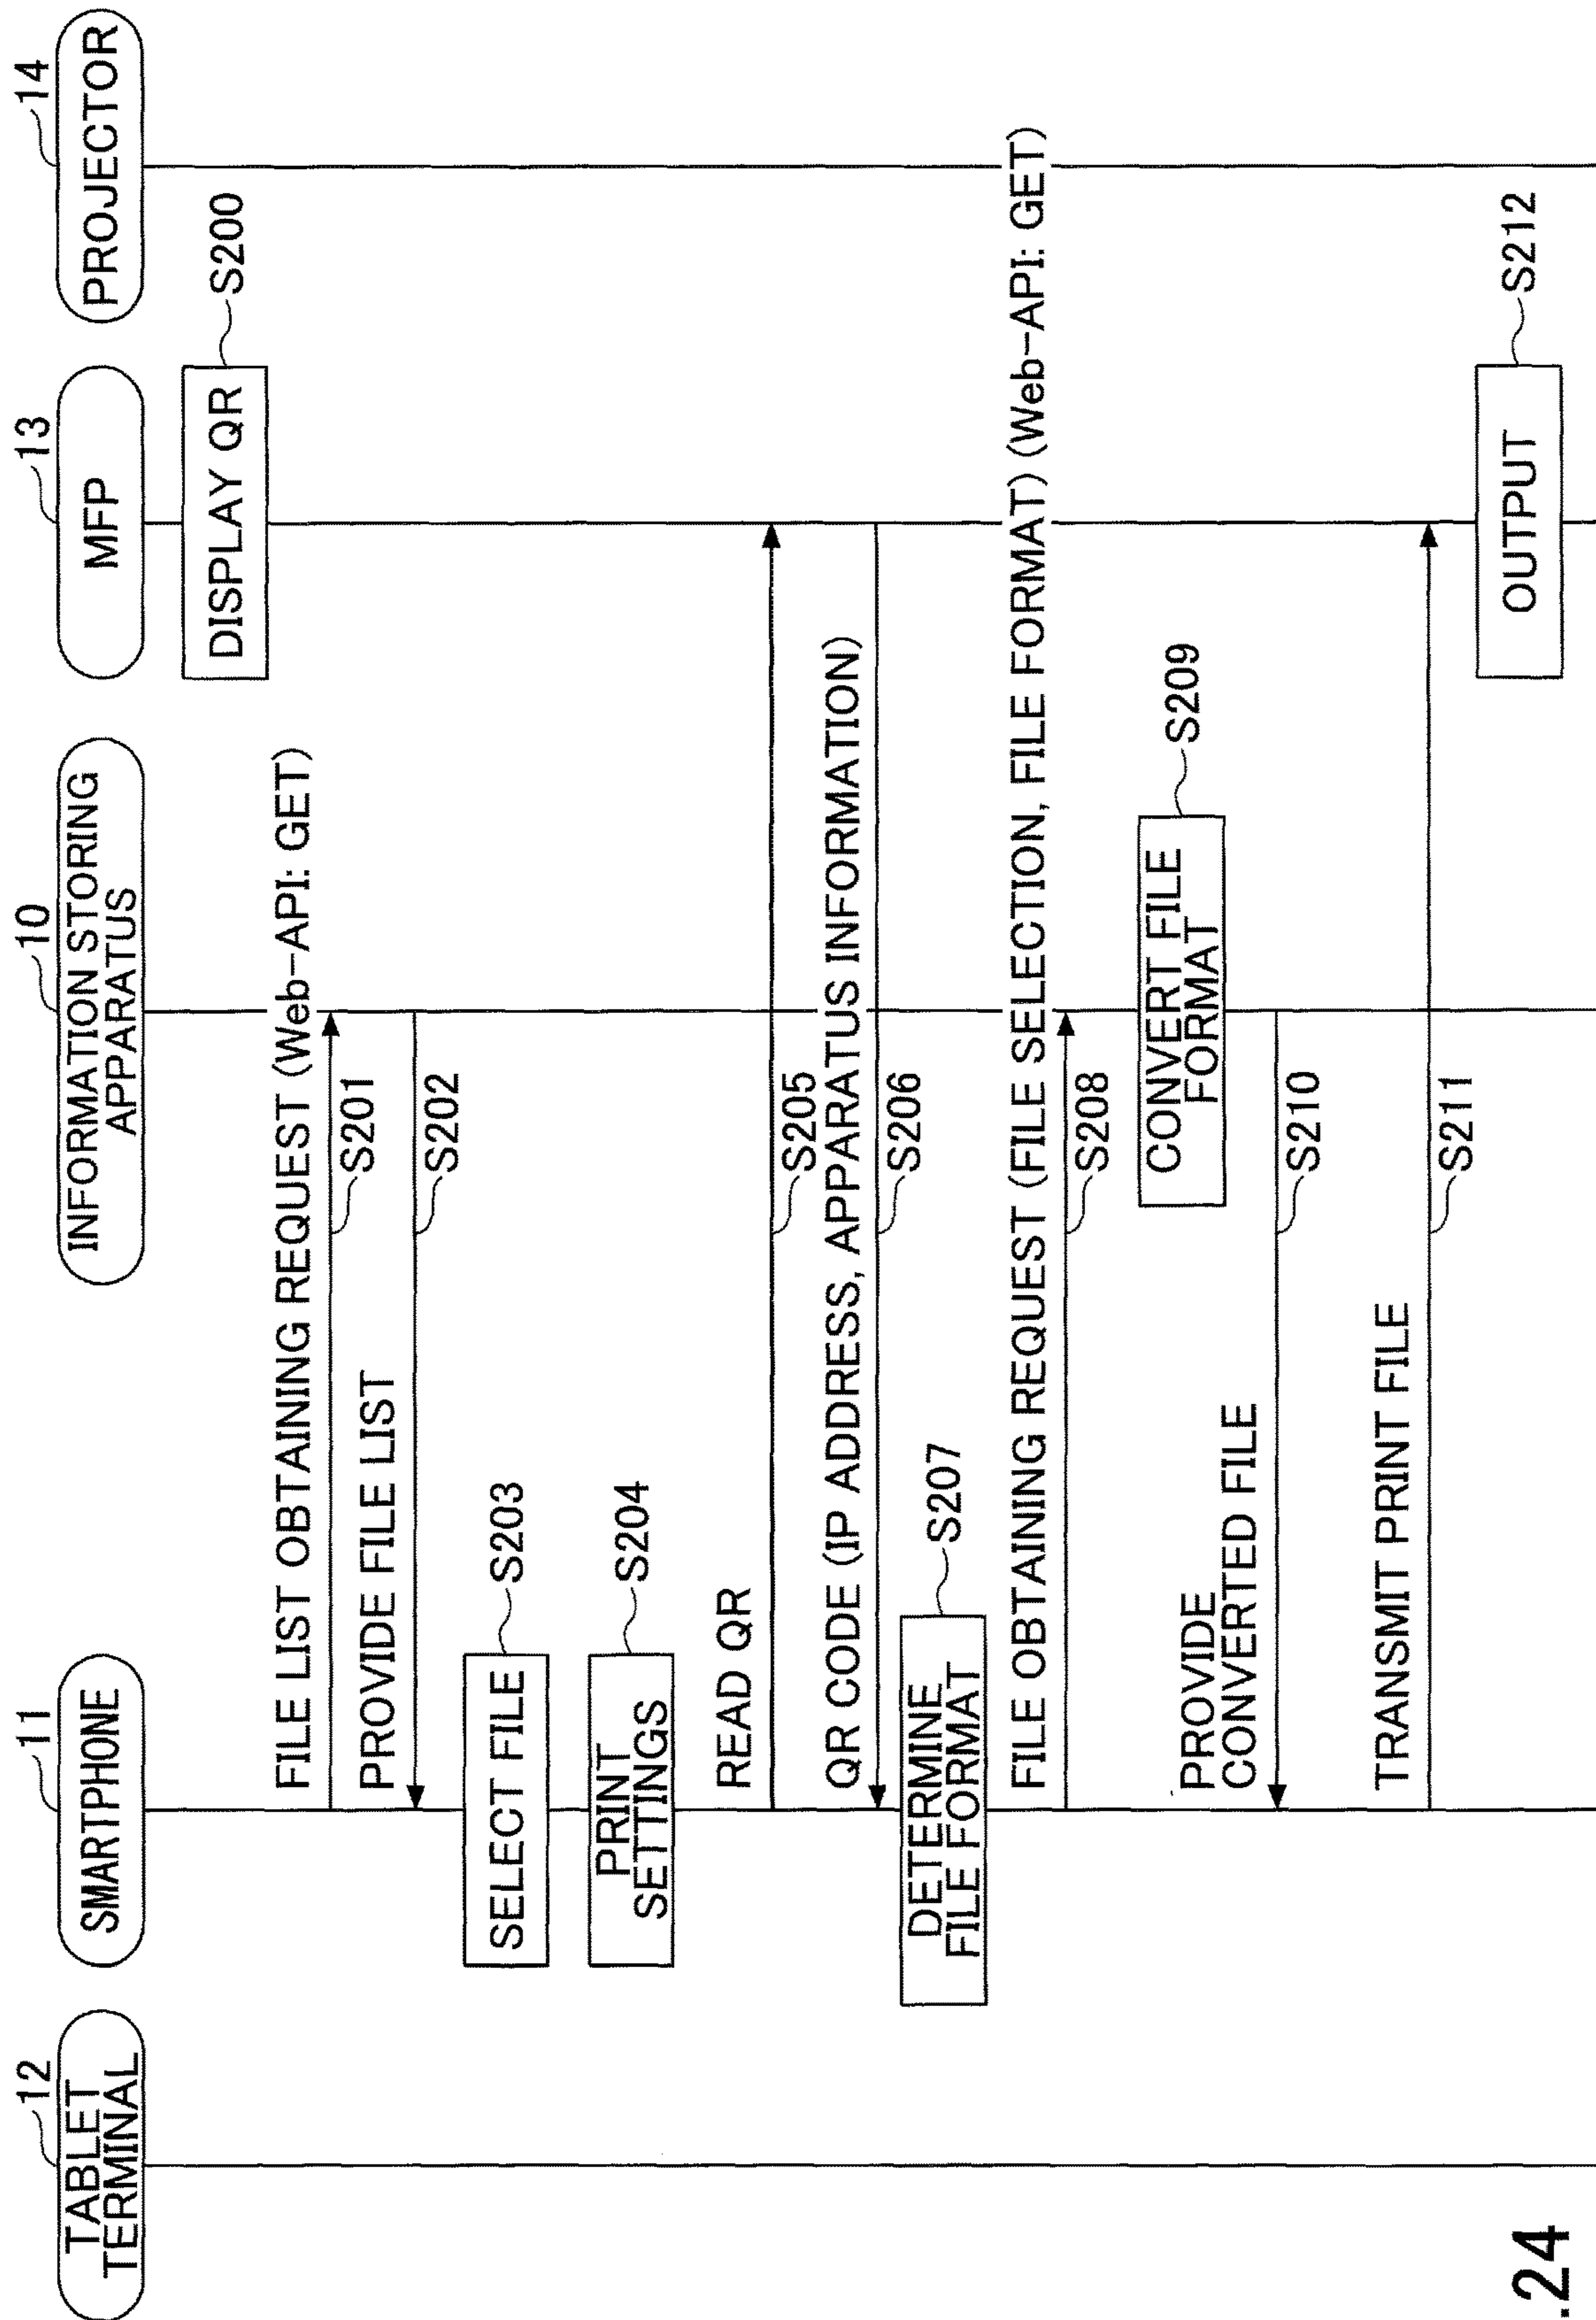 12
TABLET
TERMINAL
11
SMARTPHONE
10
INFORMATION STORING
APPARATUS
13
MFP
14
PROJECTOR
DISPLAY QR
S200
FILE LIST OBTAINING REQUEST (Web-API: GET)
S201
PROVIDE FILE LIST
S202
SELECT FILE
S203
PRINT
SETTINGS
S204
READ QR
S205
QR CODE (IP ADDRESS, APPARATUS INFORMATION)
S206
DETERMINE
FILE FORMAT
S207
FILE OBTAINING REQUEST (FILE SELECTION, FILE FORMAT) (Web-API: GET)
S208
CONVERT FILE
FORMAT
S209
PROVIDE
CONVERTED FILE
S210
TRANSMIT PRINT FILE
S211
OUTPUT
S212
.24